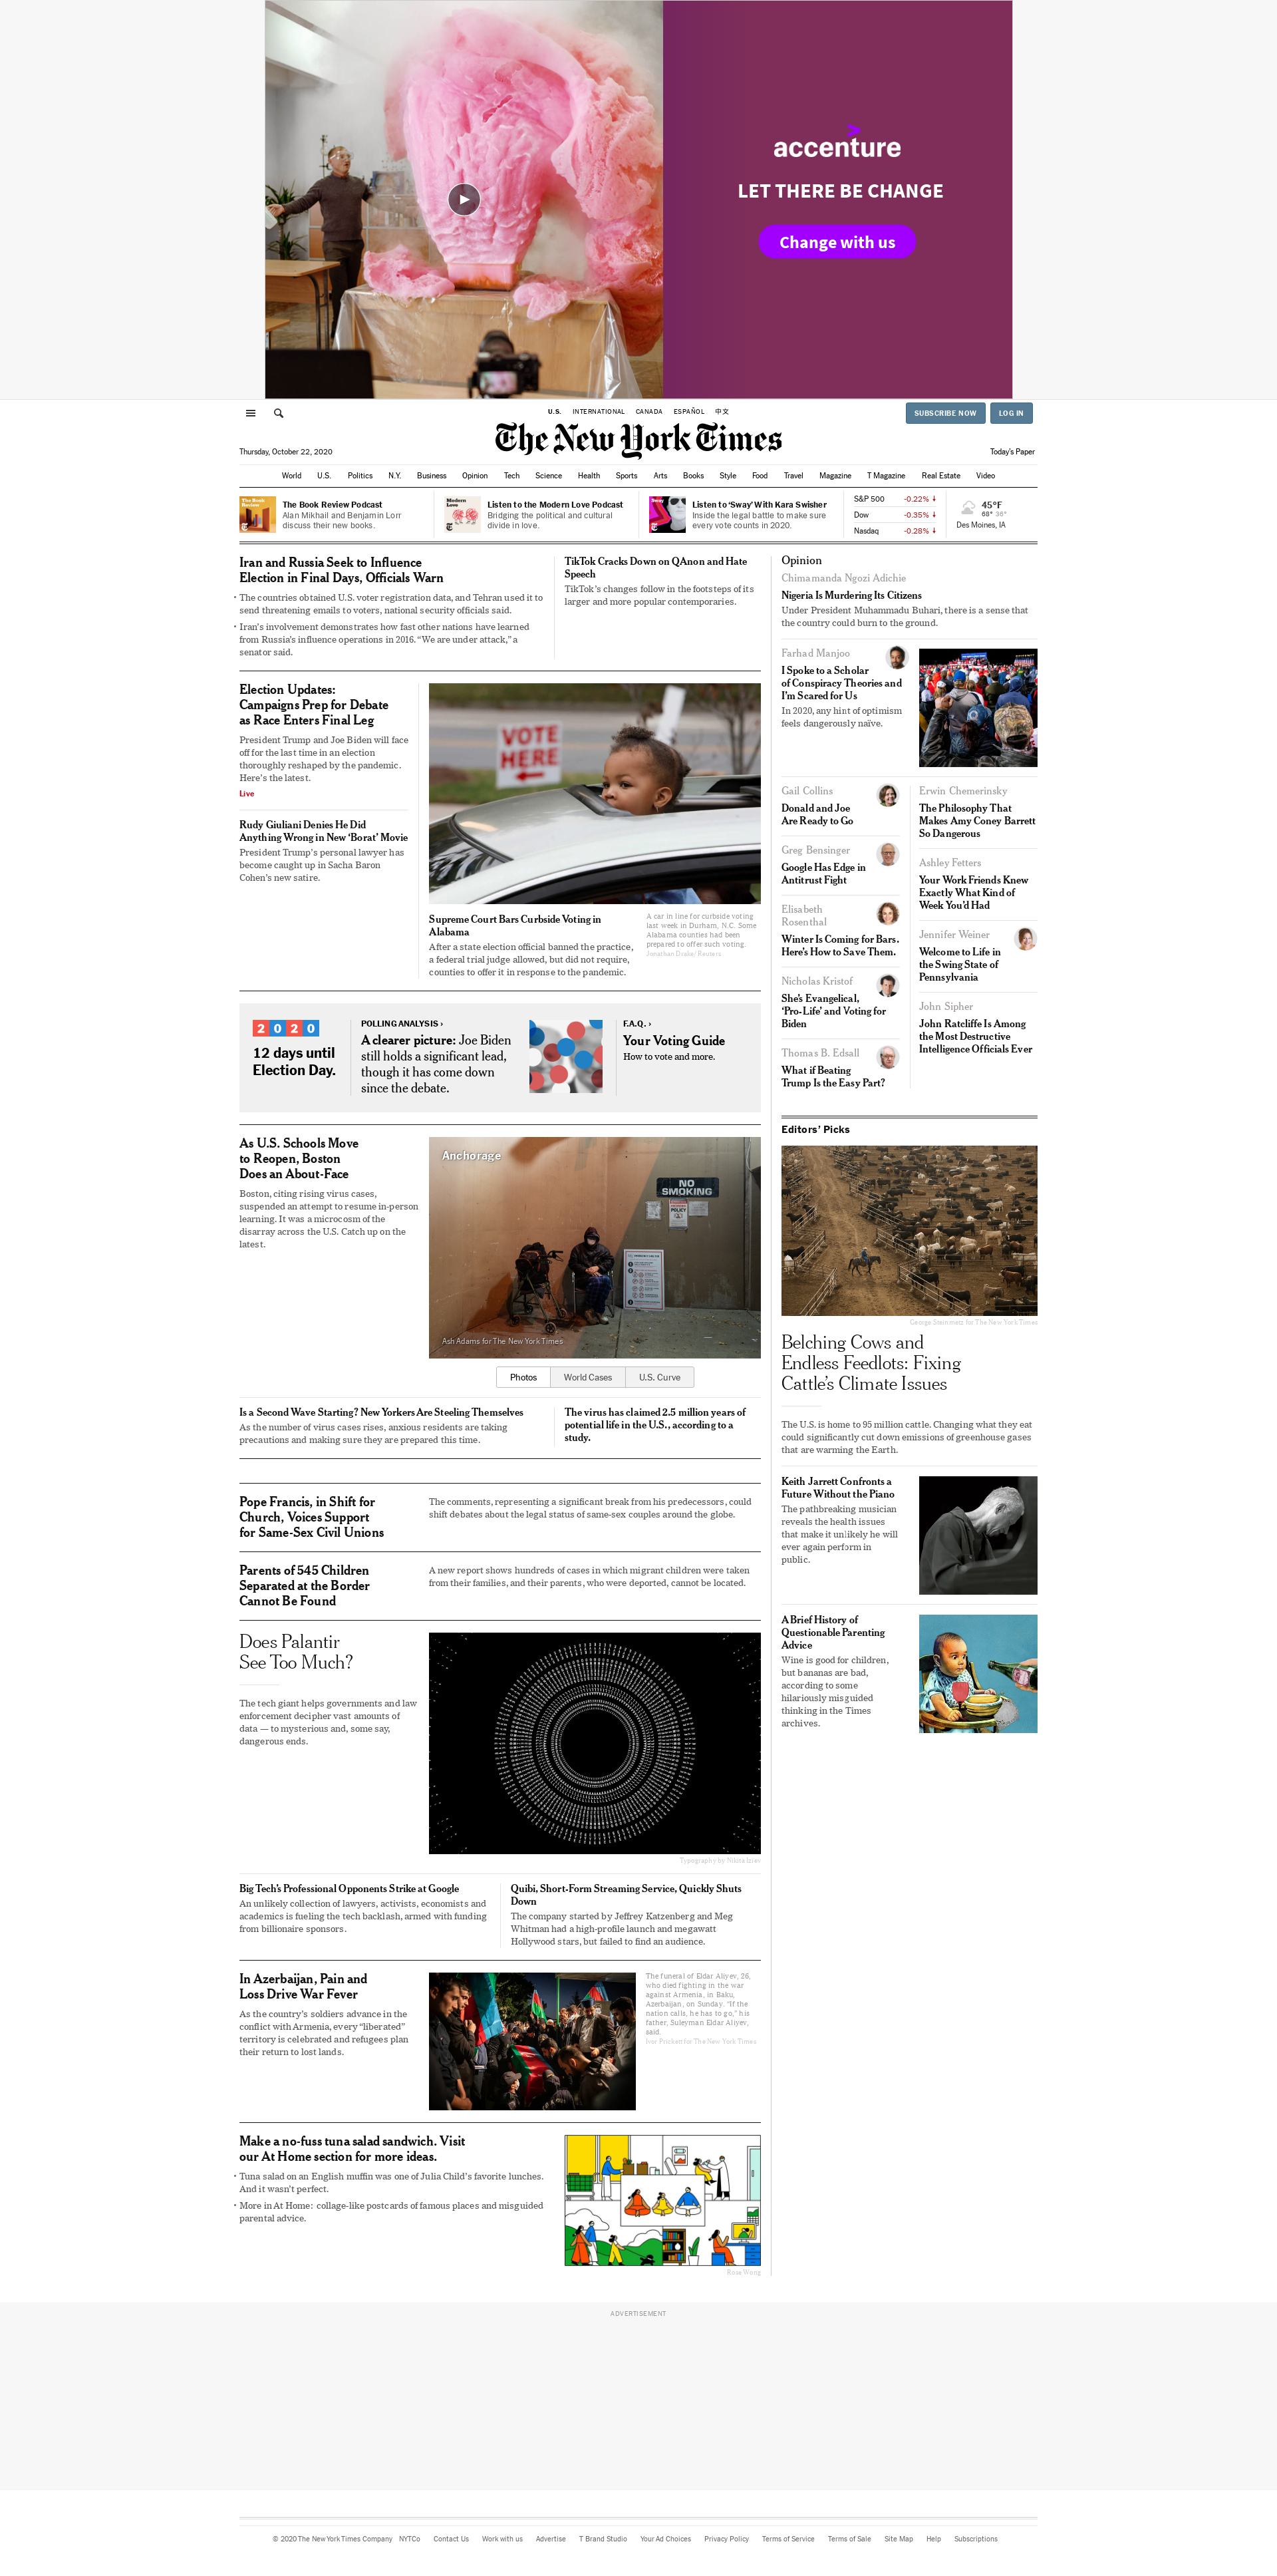 accenture
LET THERE BE CHANGE
Change with us
U.S. INTERNATIONAL CANADA ESPAÑOL 中文
SUBSCRIBE NOW LOG IN
The New York Times
Thursday, October 22, 2020
Today's Paper
World U.S. Politics N.Y. Business Opinion Tech Science Health Sports Arts Books Style Food Travel Magazine T Magazine Real Estate Video
The Book Review
The Book Review Podcast
Alan Mikhail and Benjamin Lorr
discuss their new books.
Modern Love
Listen to the Modern Love Podcast
Bridging the political and cultural
divide in love.
Sway
Listen to ‘Sway’ With Kara Swisher
Inside the legal battle to make sure
every vote counts in 2020.
S&P 500 -0.22%
Dow -0.35%
Nasdaq -0.28%
45°F
68° 36°
Des Moines, IA
Iran and Russia Seek to Influence
Election in Final Days, Officials Warn
• The countries obtained U.S. voter registration data, and Tehran used it to
send threatening emails to voters, national security officials said.
• Iran’s involvement demonstrates how fast other nations have learned
from Russia’s influence operations in 2016. “We are under attack,” a
senator said.
TikTok Cracks Down on QAnon and Hate
Speech
TikTok’s changes follow in the footsteps of its
larger and more popular contemporaries.
Election Updates:
Campaigns Prep for Debate
as Race Enters Final Leg
President Trump and Joe Biden will face
off for the last time in an election
thoroughly reshaped by the pandemic.
Here’s the latest.
Live
Rudy Giuliani Denies He Did
Anything Wrong in New ‘Borat’ Movie
President Trump’s personal lawyer has
become caught up in Sacha Baron
Cohen’s new satire.
VOTE
HERE
Supreme Court Bars Curbside Voting in
Alabama
After a state election official banned the practice,
a federal trial judge allowed, but did not require,
counties to offer it in response to the pandemic.
A car in line for curbside voting
last week in Durham, N.C. Some
Alabama counties had been
prepared to offer such voting.
Jonathan Drake/Reuters
2020
12 days until
Election Day.
POLLING ANALYSIS ›
A clearer picture: Joe Biden
still holds a significant lead,
though it has come down
since the debate.
F.A.Q. ›
Your Voting Guide
How to vote and more.
As U.S. Schools Move
to Reopen, Boston
Does an About-Face
Boston, citing rising virus cases,
suspended an attempt to resume in-person
learning. It was a microcosm of the
disarray across the U.S. Catch up on the
latest.
Anchorage
NO
SMOKING
POLICY
Ash Adams for The New York Times
Photos World Cases U.S. Curve
Is a Second Wave Starting? New Yorkers Are Steeling Themselves
As the number of virus cases rises, anxious residents are taking
precautions and making sure they are prepared this time.
The virus has claimed 2.5 million years of
potential life in the U.S., according to a
study.
Pope Francis, in Shift for
Church, Voices Support
for Same-Sex Civil Unions
The comments, representing a significant break from his predecessors, could
shift debates about the legal status of same-sex couples around the globe.
Parents of 545 Children
Separated at the Border
Cannot Be Found
A new report shows hundreds of cases in which migrant children were taken
from their families, and their parents, who were deported, cannot be located.
Does Palantir
See Too Much?
The tech giant helps governments and law
enforcement decipher vast amounts of
data — to mysterious and, some say,
dangerous ends.
Typography by Nikita Iziev
Big Tech’s Professional Opponents Strike at Google
An unlikely collection of lawyers, activists, economists and
academics is fueling the tech backlash, armed with funding
from billionaire sponsors.
Quibi, Short-Form Streaming Service, Quickly Shuts
Down
The company started by Jeffrey Katzenberg and Meg
Whitman had a high-profile launch and megawatt
Hollywood stars, but failed to find an audience.
In Azerbaijan, Pain and
Loss Drive War Fever
As the country’s soldiers advance in the
conflict with Armenia, every “liberated”
territory is celebrated and refugees plan
their return to lost lands.
The funeral of Eldar Aliyev, 26,
who died fighting in the war
against Armenia, in Baku,
Azerbaijan, on Sunday. “If the
nation calls, he has to go,” his
father, Suleyman Eldar Aliyev,
said.
Ivor Prickett for The New York Times
Make a no-fuss tuna salad sandwich. Visit
our At Home section for more ideas.
• Tuna salad on an English muffin was one of Julia Child’s favorite lunches.
And it wasn’t perfect.
• More in At Home: collage-like postcards of famous places and misguided
parental advice.
Rose Wong
Opinion
Chimamanda Ngozi Adichie
Nigeria Is Murdering Its Citizens
Under President Muhammadu Buhari, there is a sense that
the country could burn to the ground.
Farhad Manjoo
I Spoke to a Scholar
of Conspiracy Theories and
I’m Scared for Us
In 2020, any hint of optimism
feels dangerously naïve.
Gail Collins
Donald and Joe
Are Ready to Go
Greg Bensinger
Google Has Edge in
Antitrust Fight
Elisabeth
Rosenthal
Winter Is Coming for Bars.
Here’s How to Save Them.
Nicholas Kristof
She’s Evangelical,
‘Pro-Life’ and Voting for
Biden
Thomas B. Edsall
What if Beating
Trump Is the Easy Part?
Erwin Chemerinsky
The Philosophy That
Makes Amy Coney Barrett
So Dangerous
Ashley Fetters
Your Work Friends Knew
Exactly What Kind of
Week You’d Had
Jennifer Weiner
Welcome to Life in
the Swing State of
Pennsylvania
John Sipher
John Ratcliffe Is Among
the Most Destructive
Intelligence Officials Ever
Editors’ Picks
George Steinmetz for The New York Times
Belching Cows and
Endless Feedlots: Fixing
Cattle’s Climate Issues
The U.S. is home to 95 million cattle. Changing what they eat
could significantly cut down emissions of greenhouse gases
that are warming the Earth.
Keith Jarrett Confronts a
Future Without the Piano
The pathbreaking musician
reveals the health issues
that make it unlikely he will
ever again perform in
public.
A Brief History of
Questionable Parenting
Advice
Wine is good for children,
but bananas are bad,
according to some
hilariously misguided
thinking in the Times
archives.
ADVERTISEMENT
© 2020 The New York Times Company NYTCo Contact Us Work with us Advertise T Brand Studio Your Ad Choices Privacy Policy Terms of Service Terms of Sale Site Map Help Subscriptions